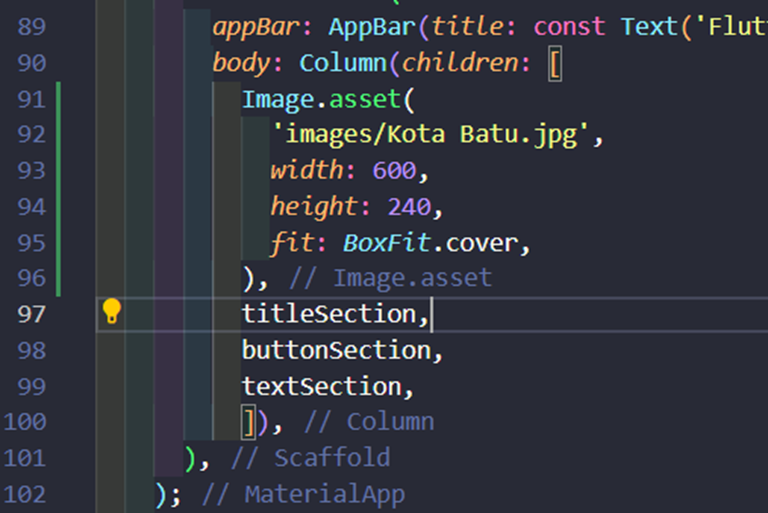 89 appBar: AppBar(title: const Text('Flut
90 body: Column(children: [
91 Image.asset(
92 'images/Kota Batu.jpg',
93 width: 600,
94 height: 240,
95 fit: BoxFit.cover,
96 ), // Image.asset
97 titleSection,
98 buttonSection,
99 textSection,
100 ]), // Column
101 ), // Scaffold
102 ); // MaterialApp